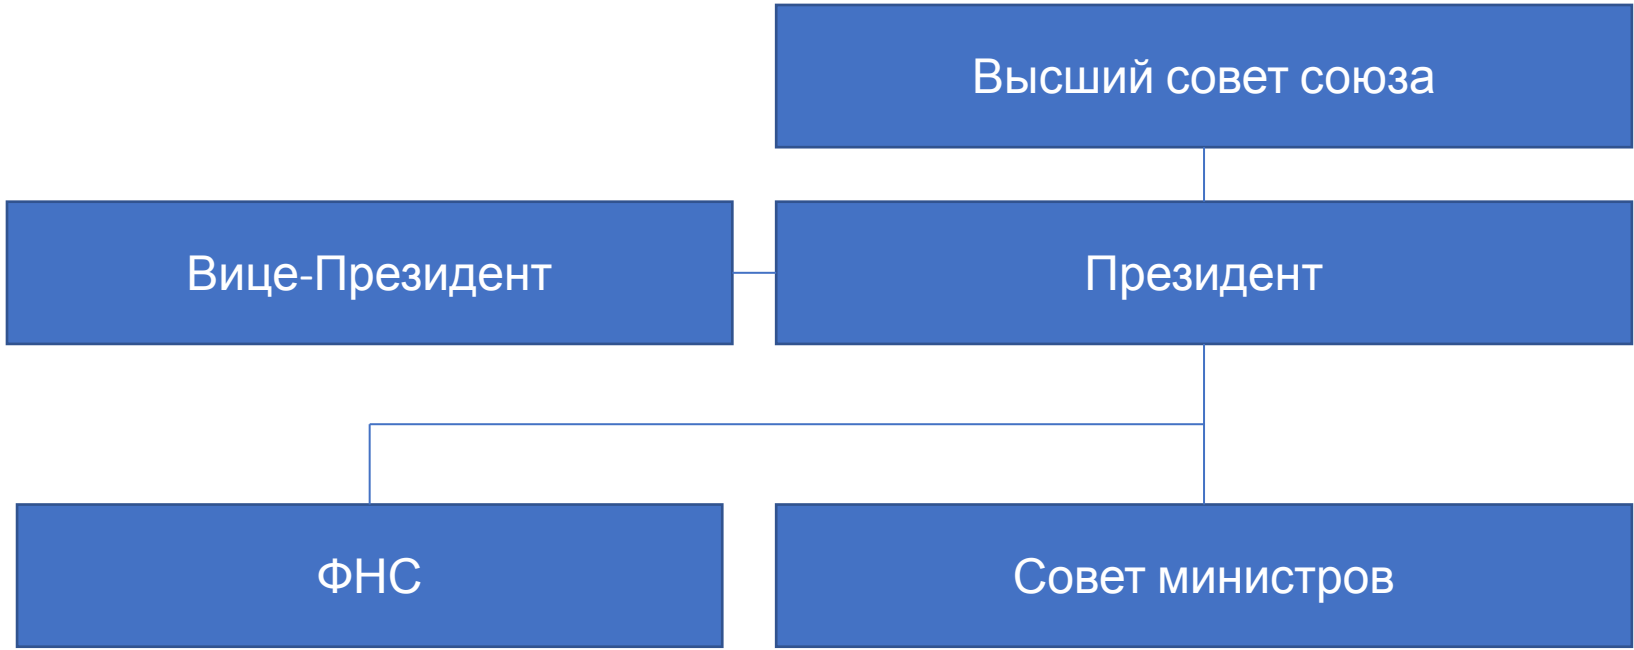 Высший совет союза
Вице-Президент
Президент
ФНС
Совет министров